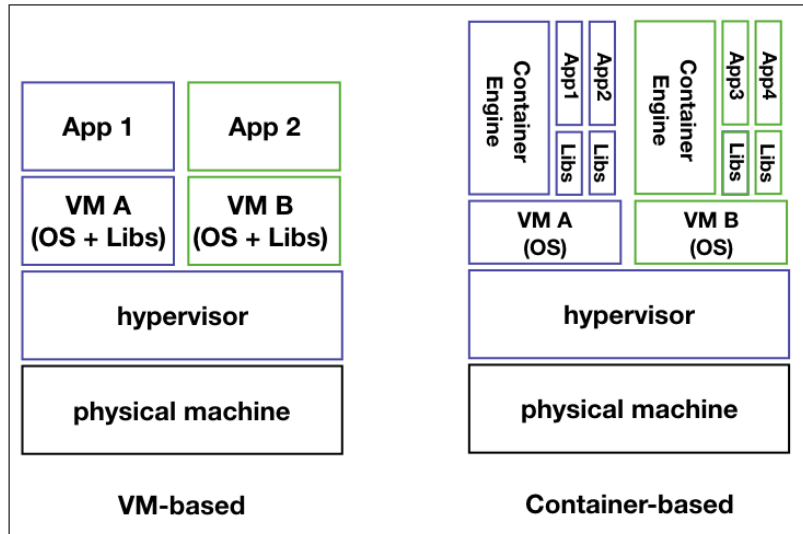 App 1
App 2
VM A
(OS + Libs)
VM B
(OS + Libs)
hypervisor
physical machine
VM-based
Container
Engine
App1
App2
Libs
Libs
Container
Engine
App3
App4
Libs
Libs
VM A
(OS)
VM B
(OS)
hypervisor
physical machine
Container-based